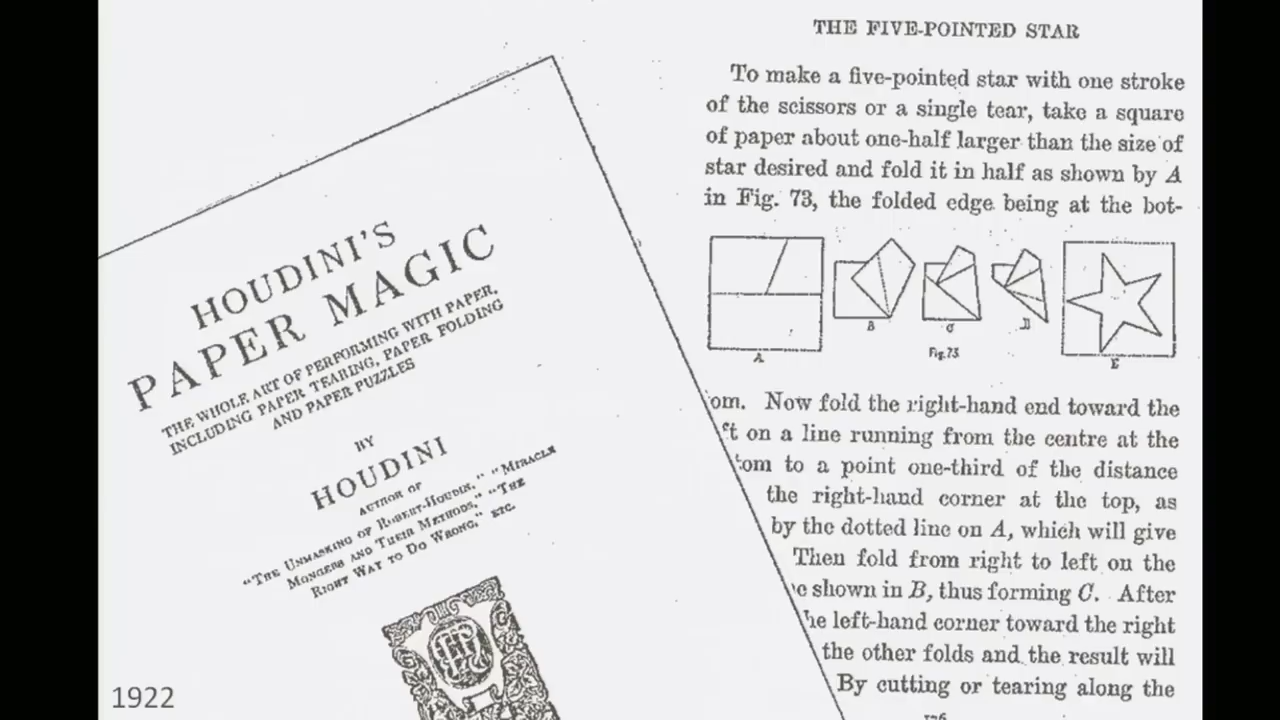 HOUDINI'S
PAPER MAGIC
THE WHOLE ART OF PERFORMING WITH PAPER,
INCLUDING PAPER TEARING, PAPER FOLDING
AND PAPER PUZZLES
BY
HOUDINI
AUTHOR OF
"THE UNMASKING OF ROBERT-HOUDIN," "MIRACLE
MONGERS AND THEIR METHODS," "THE
RIGHT WAY TO DO WRONG," ETC.
1922
THE FIVE-POINTED STAR
To make a five-pointed star with one stroke
of the scissors or a single tear, take a square
of paper about one-half larger than the size of
star desired and fold it in half as shown by A
in Fig. 73, the folded edge being at the bot-
A
B
C
D
E
Fig.73
om. Now fold the right-hand end toward the
t on a line running from the centre at the
tom to a point one-third of the distance
the right-hand corner at the top, as
by the dotted line on A, which will give
Then fold from right to left on the
e shown in B, thus forming C. After
he left-hand corner toward the right
the other folds and the result will
By cutting or tearing along the